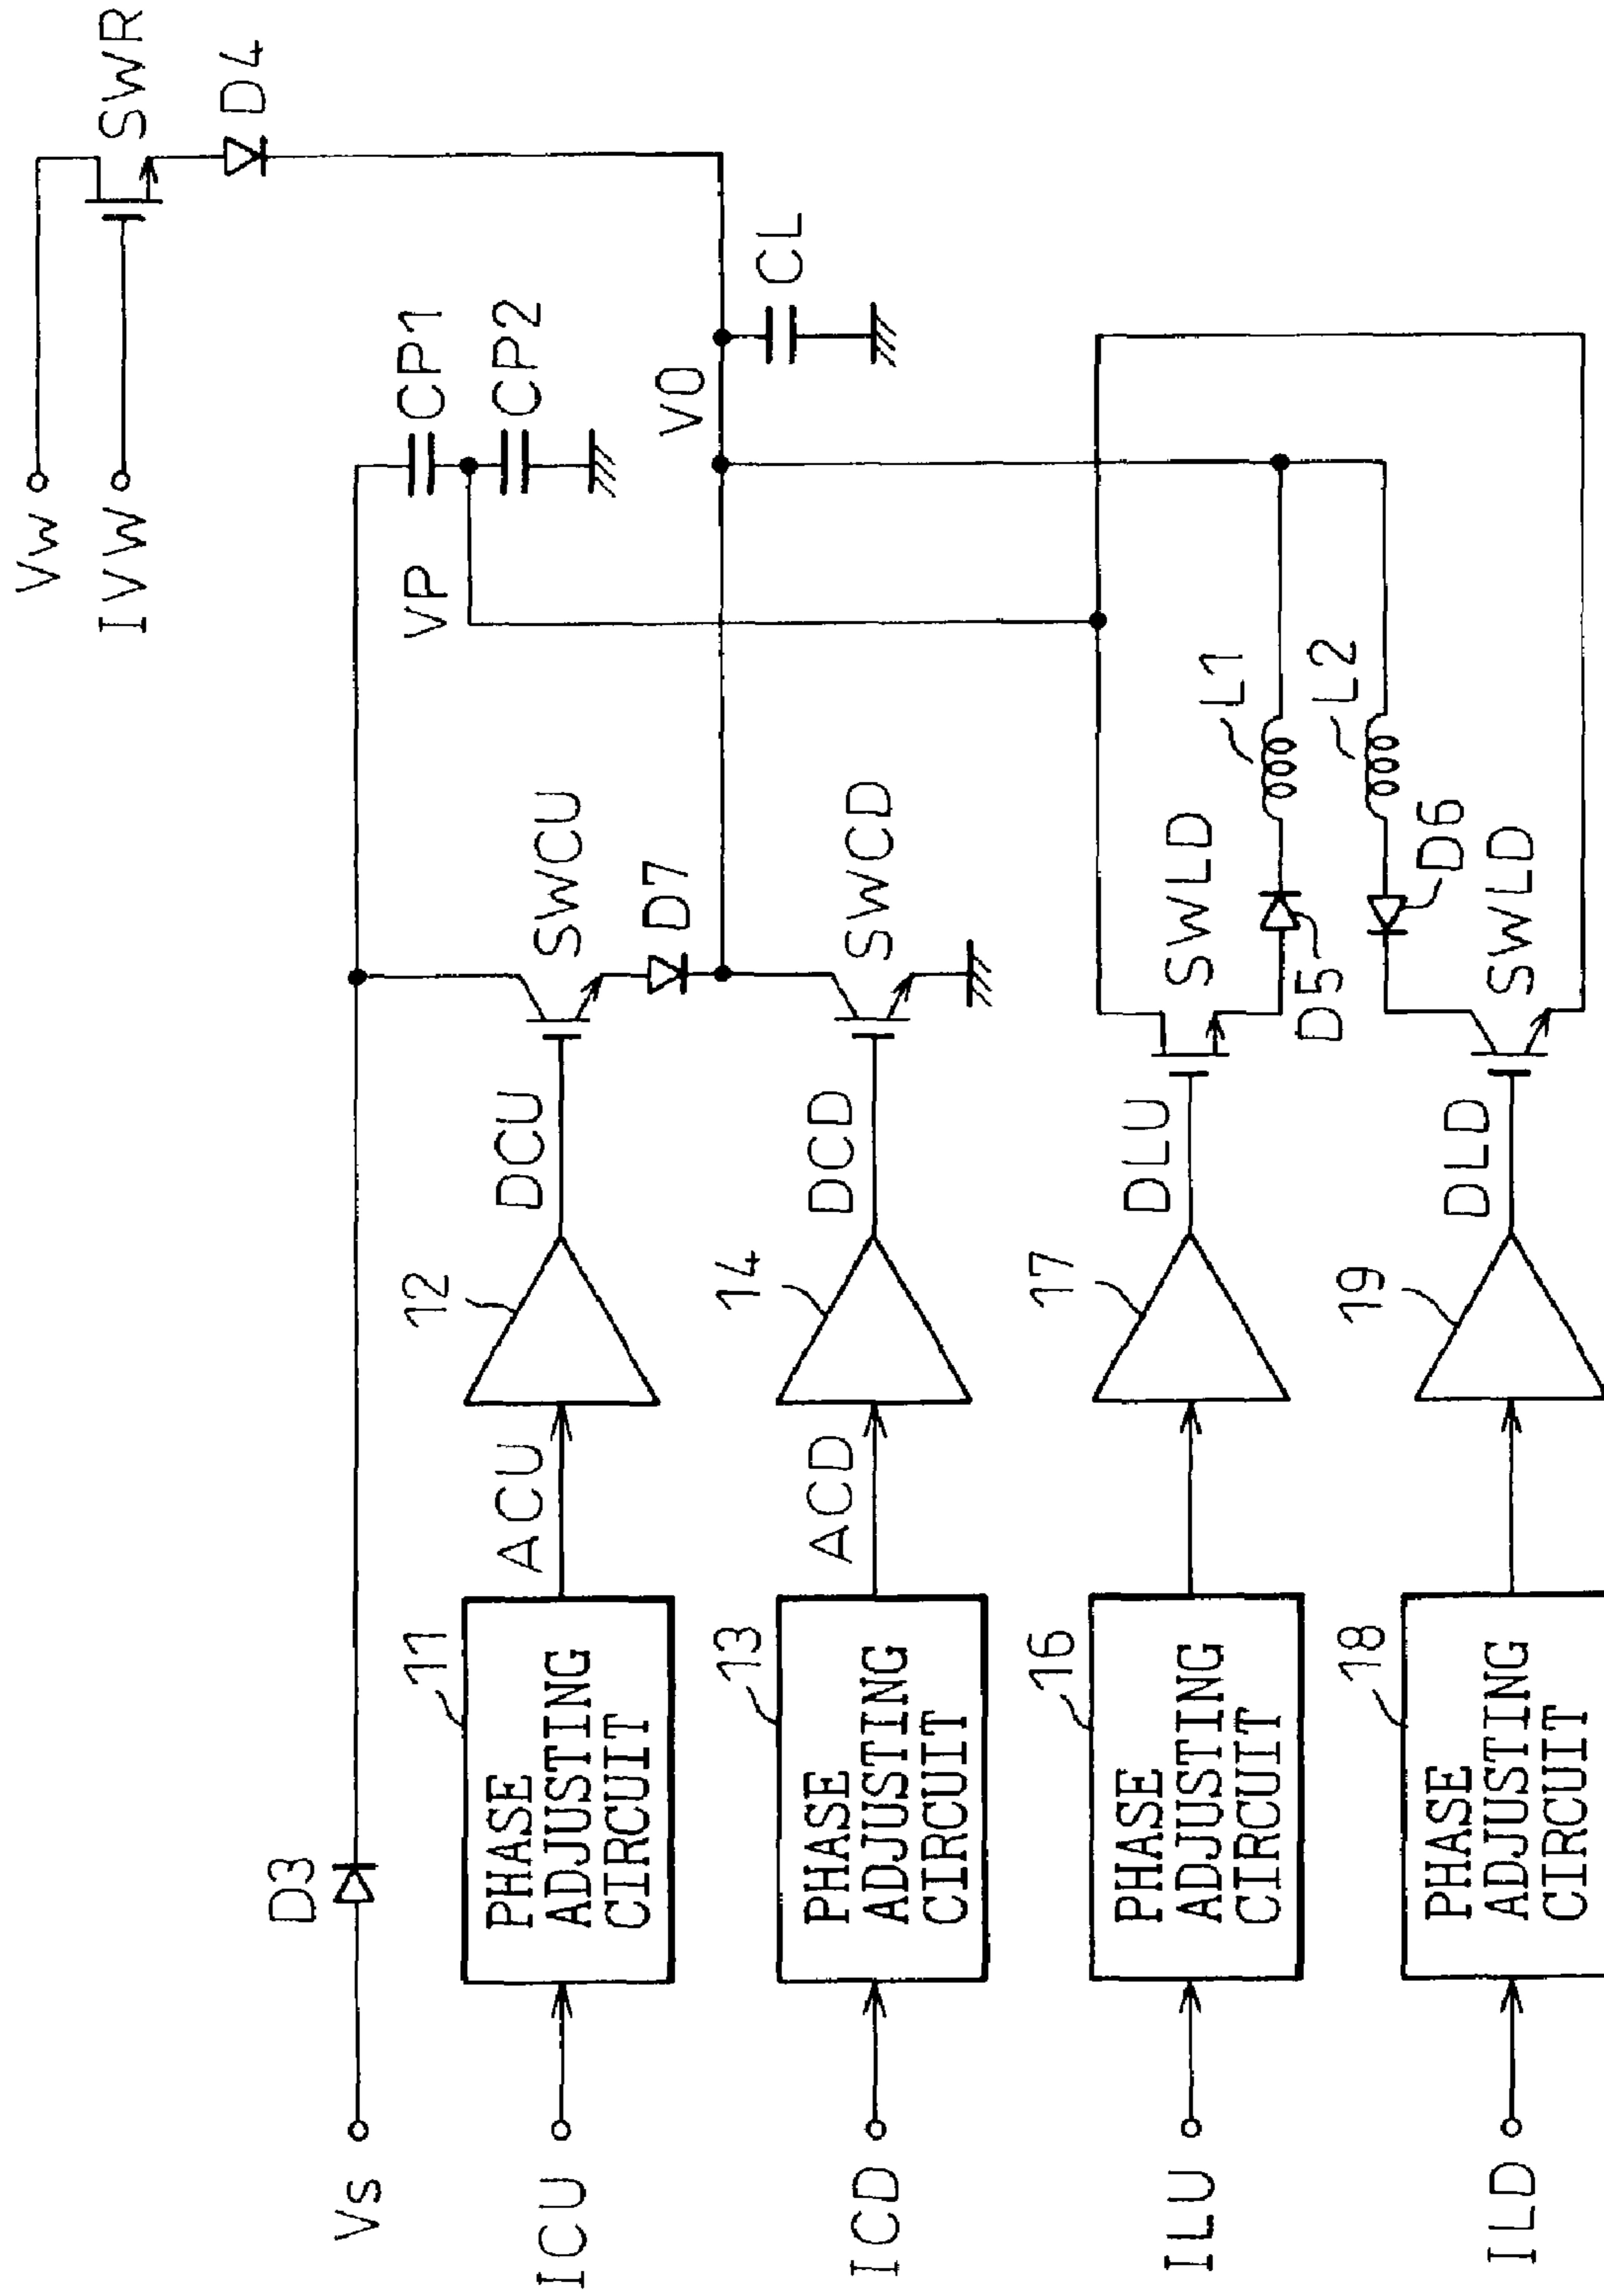 Vw
IVW
SWR
D4
CP1
CP2
VP
VO
CL
D3
Vs
ICU
11
PHASE
ADJUSTING
CIRCUIT
ACU
12
DCU
SWCU
D7
ICD
13
PHASE
ADJUSTING
CIRCUIT
ACD
14
DCD
SWCD
ILU
16
PHASE
ADJUSTING
CIRCUIT
17
DLU
SWLD
D5
L1
L2
D6
ILD
18
PHASE
ADJUSTING
CIRCUIT
19
DLD
SWLD